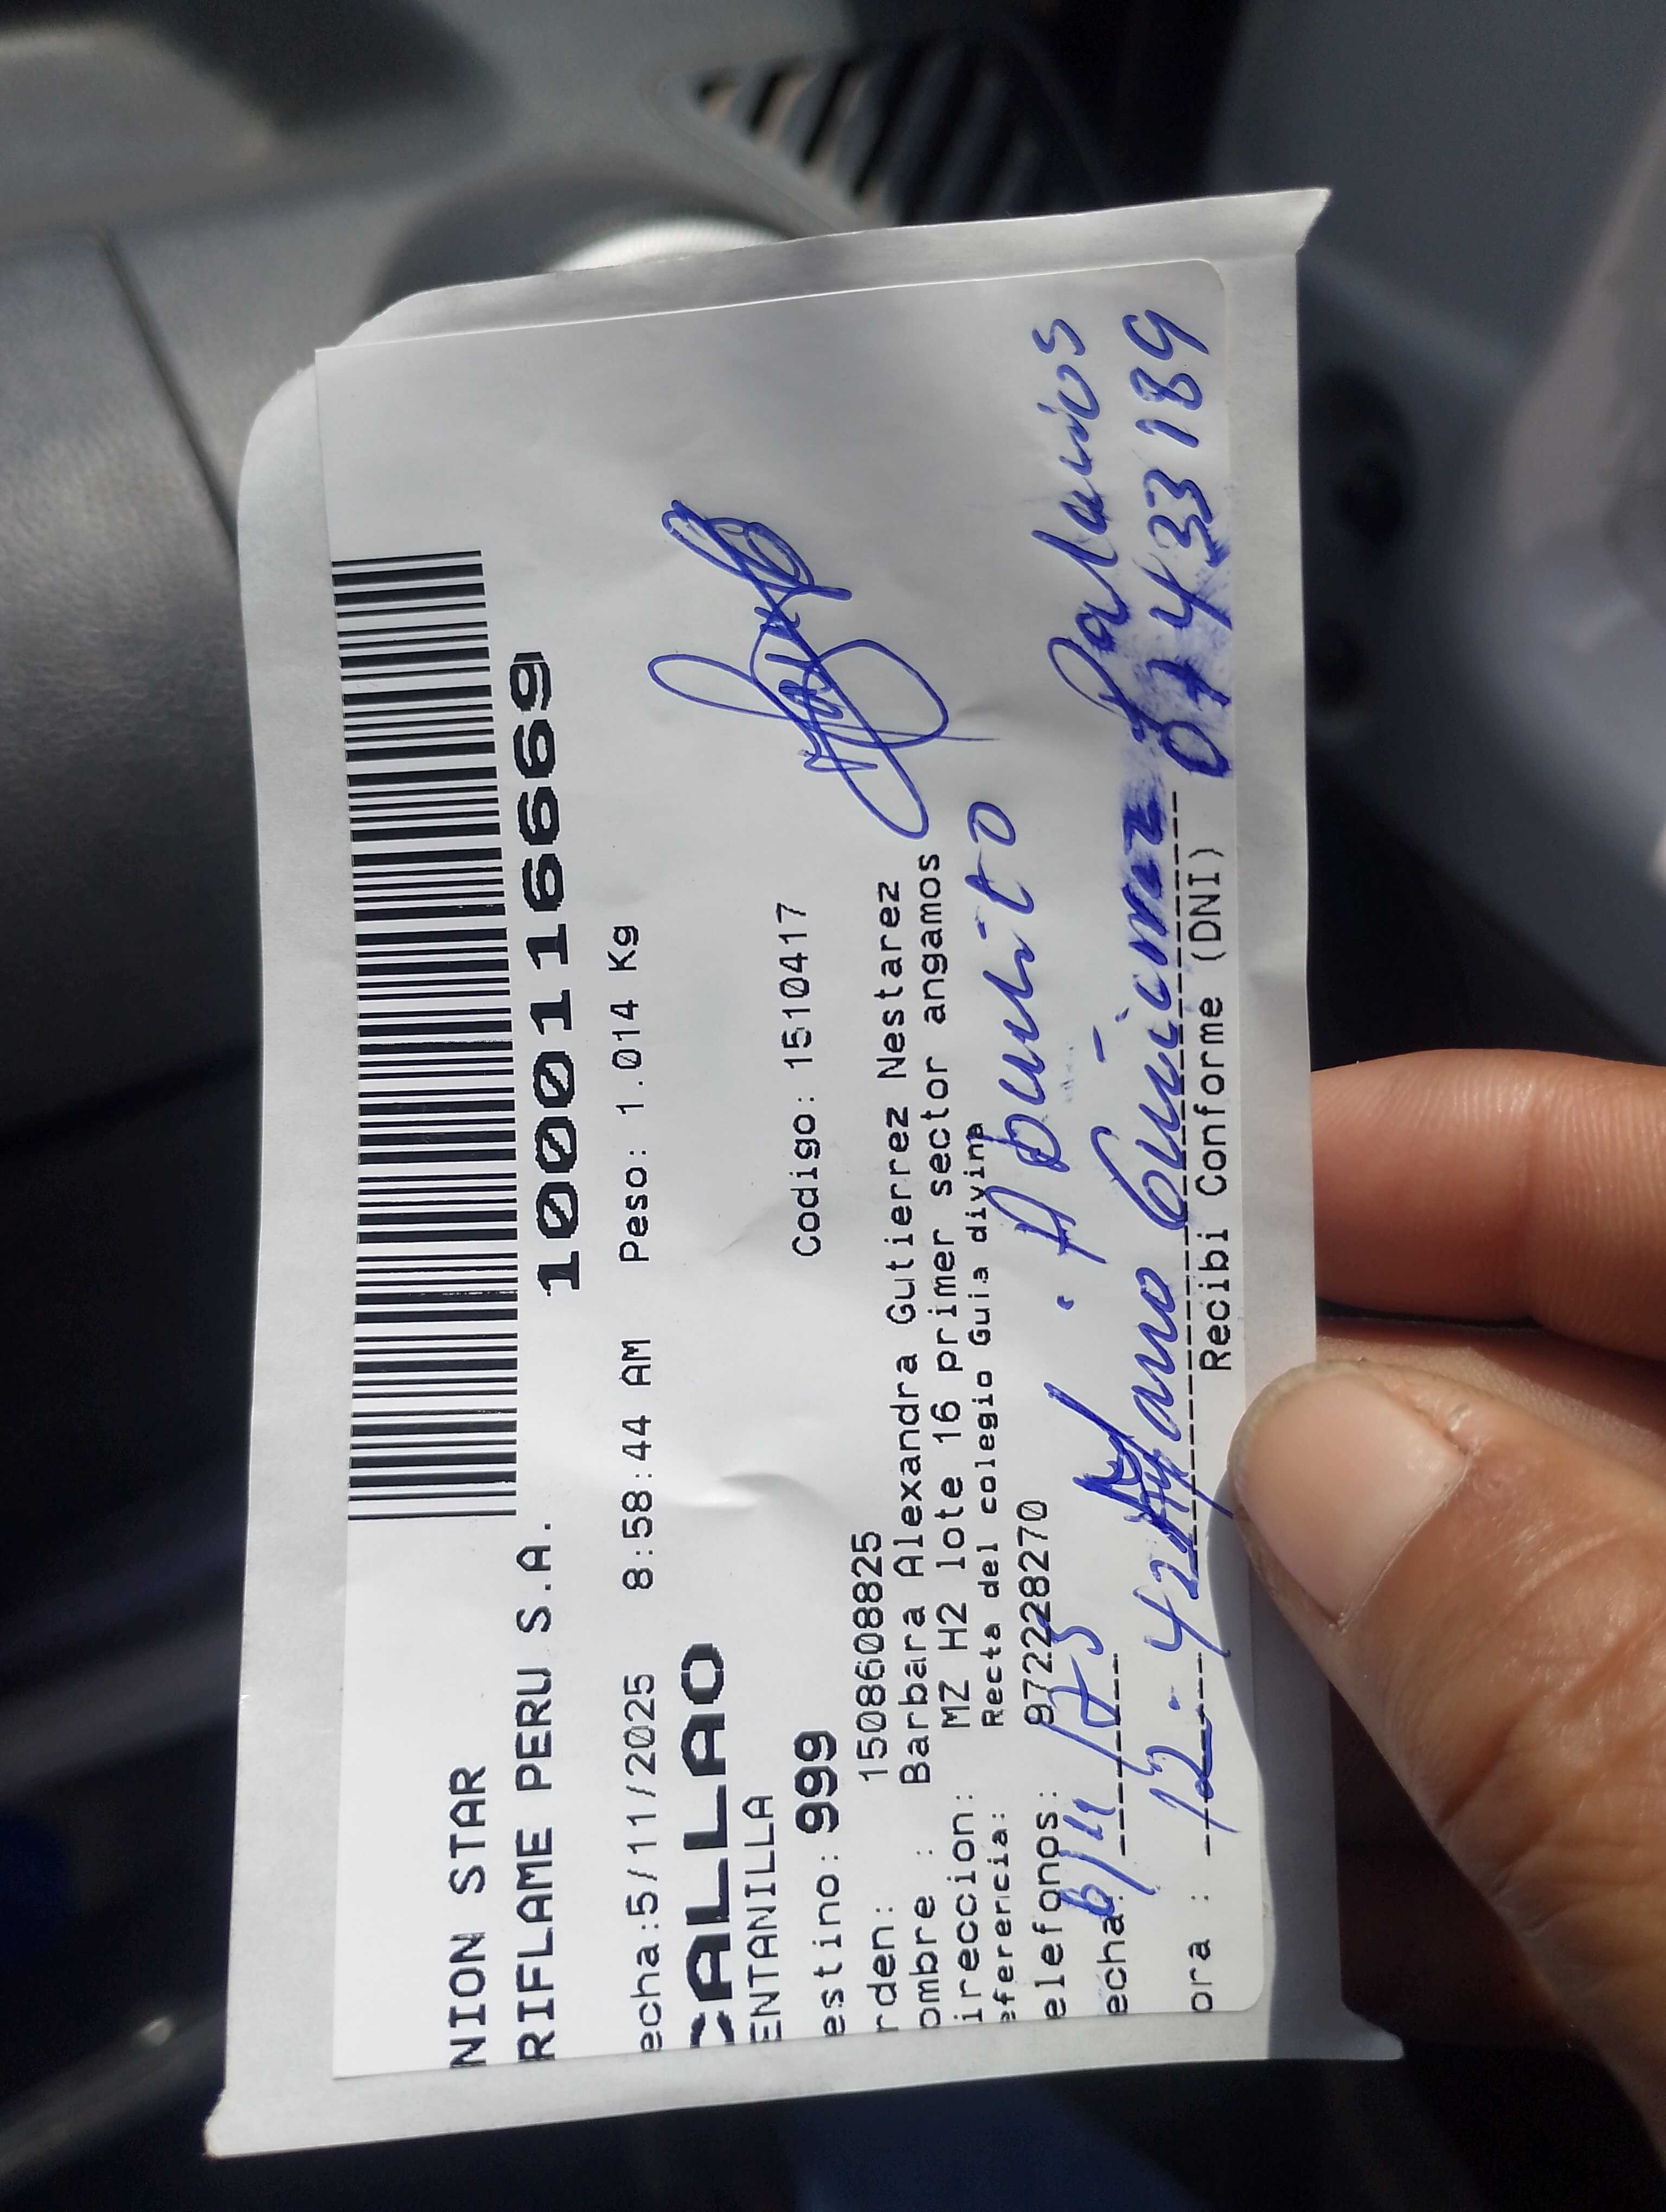 NION STAR
RIFLAME PERU S.A.
10011669
echa:5/11/2025 8:58:44 AM Peso: 1.014 Kg
CALLAO
ENTANILLA
estino: 999 Codigo: 1510417
rden: 1508608825
ombre : Barbara Alexandra Gutierrez Nestarez
ireccion: MZ H2 lote 16 primer sector angamos
eferencia: Recta del colegio Guia divina
elefonos: 972228270
Abuelito
echa: 6/11/25
Palacios
ora : 12:42
07433189
Recibi Conforme (DNI)